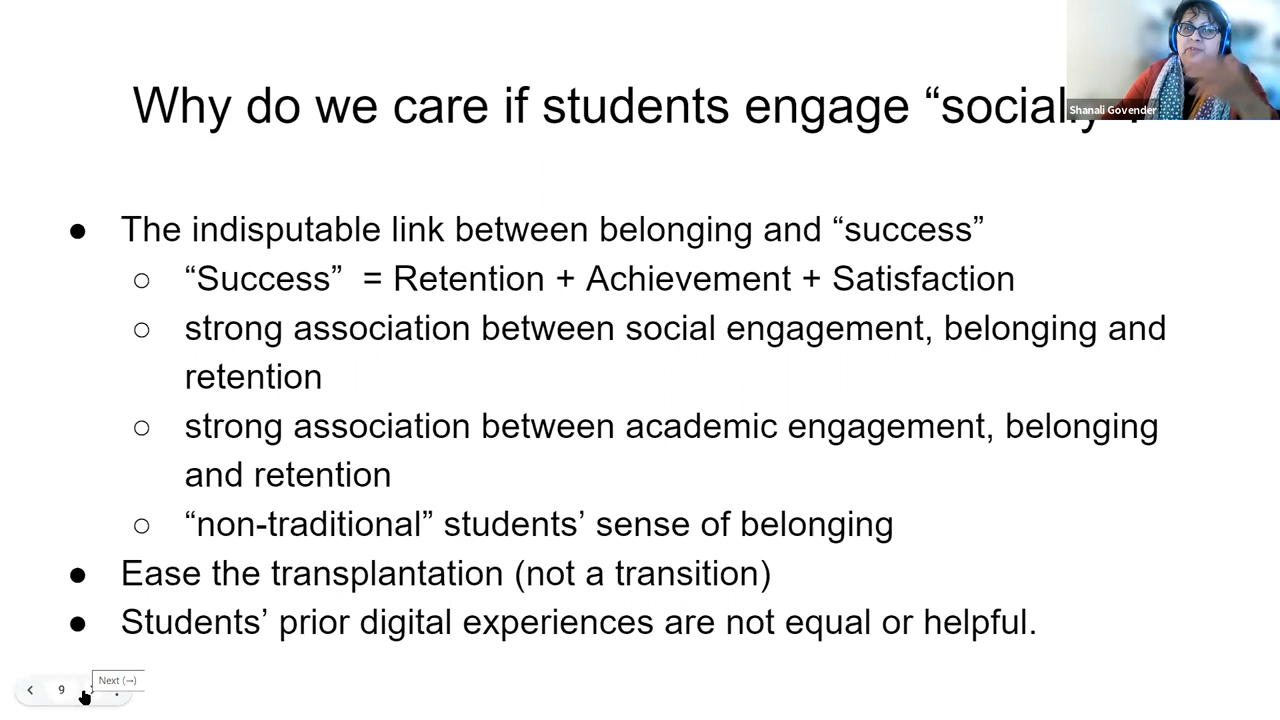 Why do we care if students engage “socially”
Shanali Govender
● The indisputable link between belonging and “success”
○ “Success” = Retention + Achievement + Satisfaction
○ strong association between social engagement, belonging and
retention
○ strong association between academic engagement, belonging
and retention
○ “non-traditional” students’ sense of belonging
● Ease the transplantation (not a transition)
● Students’ prior digital experiences are not equal or helpful.
Next (→)
9